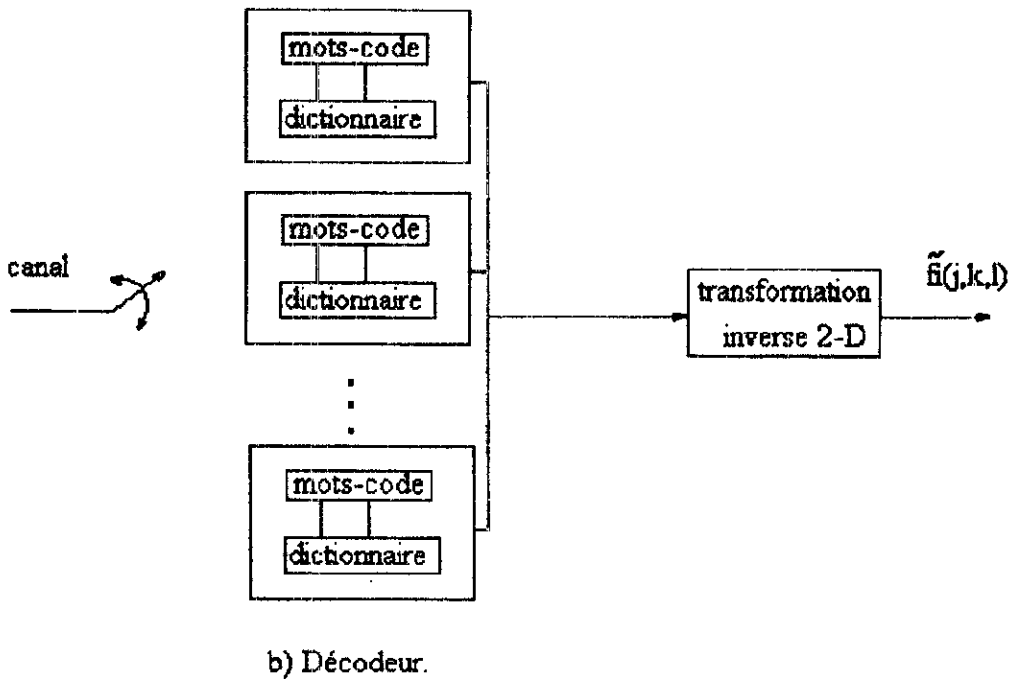 mots-code
dictionnaire
mots-code
dictionnaire
canal
transformation
inverse 2-D
f̃i(j,k,l)
mots-code
dictionnaire
b) Décodeur.